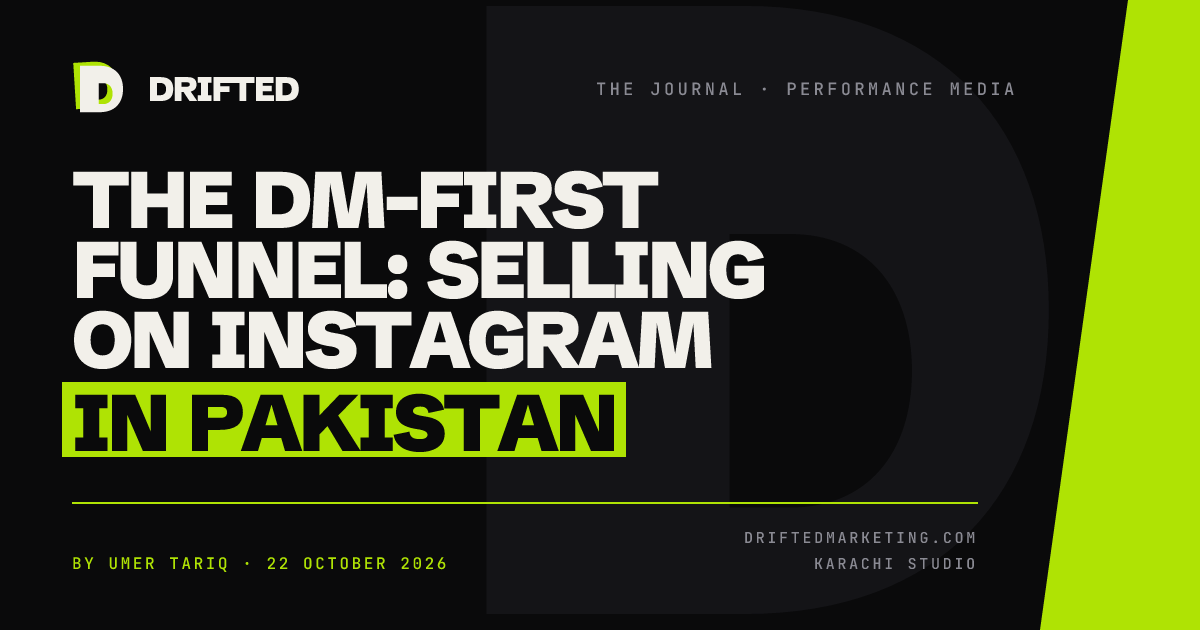 D DRIFTED
THE JOURNAL · PERFORMANCE MEDIA
THE DM-FIRST
FUNNEL: SELLING
ON INSTAGRAM
IN PAKISTAN
DRIFTEDMARKETING.COM
BY UMER TARIQ · 22 OCTOBER 2026
KARACHI STUDIO